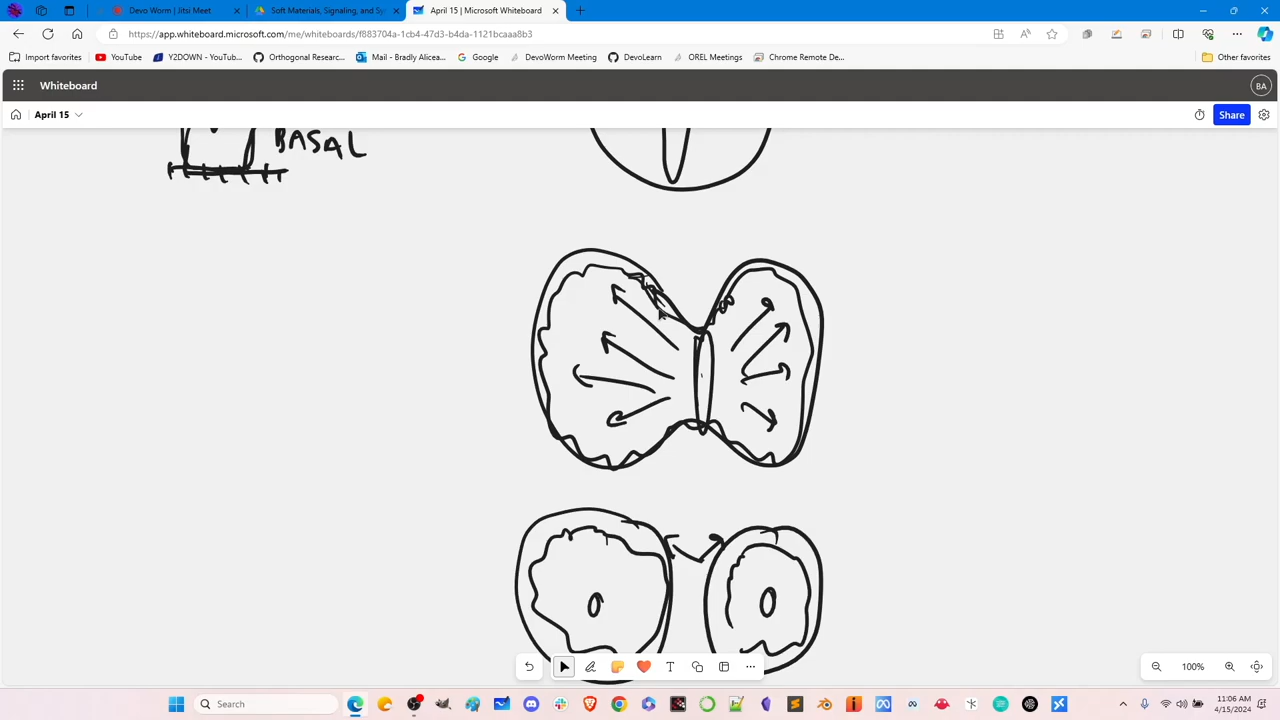 Devo Worm | Jitsi Meet
Soft Materials, Signaling, and Sy
April 15 | Microsoft Whiteboard
https://app.whiteboard.microsoft.com/me/whiteboards/f883704a-1cb4-47d3-b4da-1121bcaaa8b3
Import favorites
YouTube
Y2DOWN - YouTub...
Orthogonal Researc...
Mail - Bradly Alicea...
Google
DevoWorm Meeting
DevoLearn
OREL Meetings
Chrome Remote De...
Other favorites
Whiteboard
BA
April 15
Share
BASAL
100%
Search
11:06 AM
4/15/2024